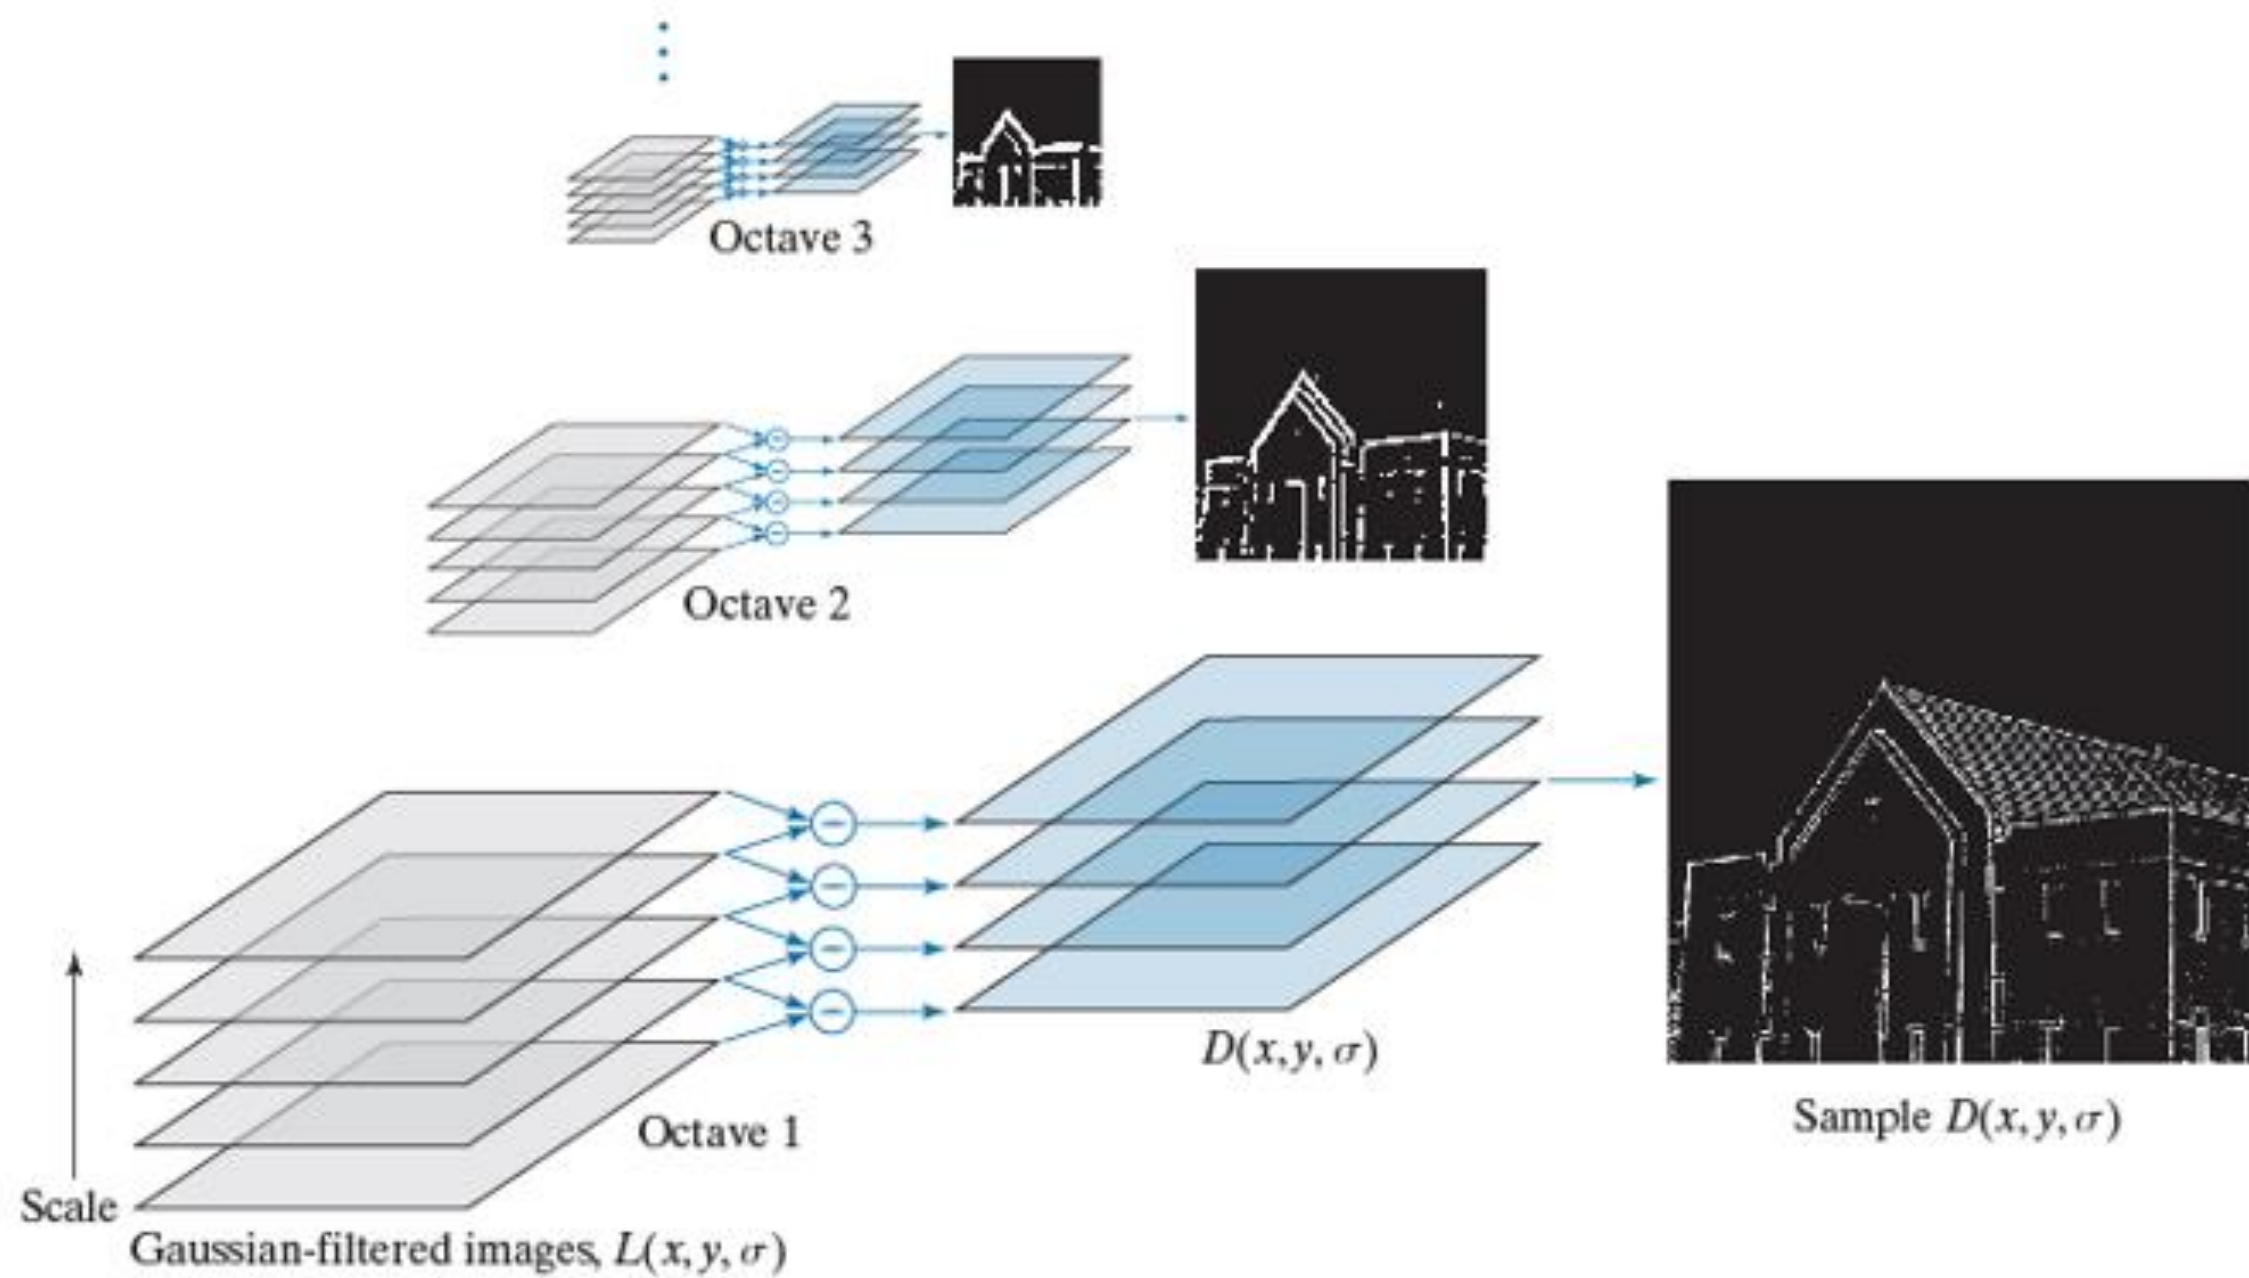 Octave 3
Octave 2
D(x, y, σ)
Octave 1
Sample D(x, y, σ)
Scale
Gaussian-filtered images, L(x, y, σ)